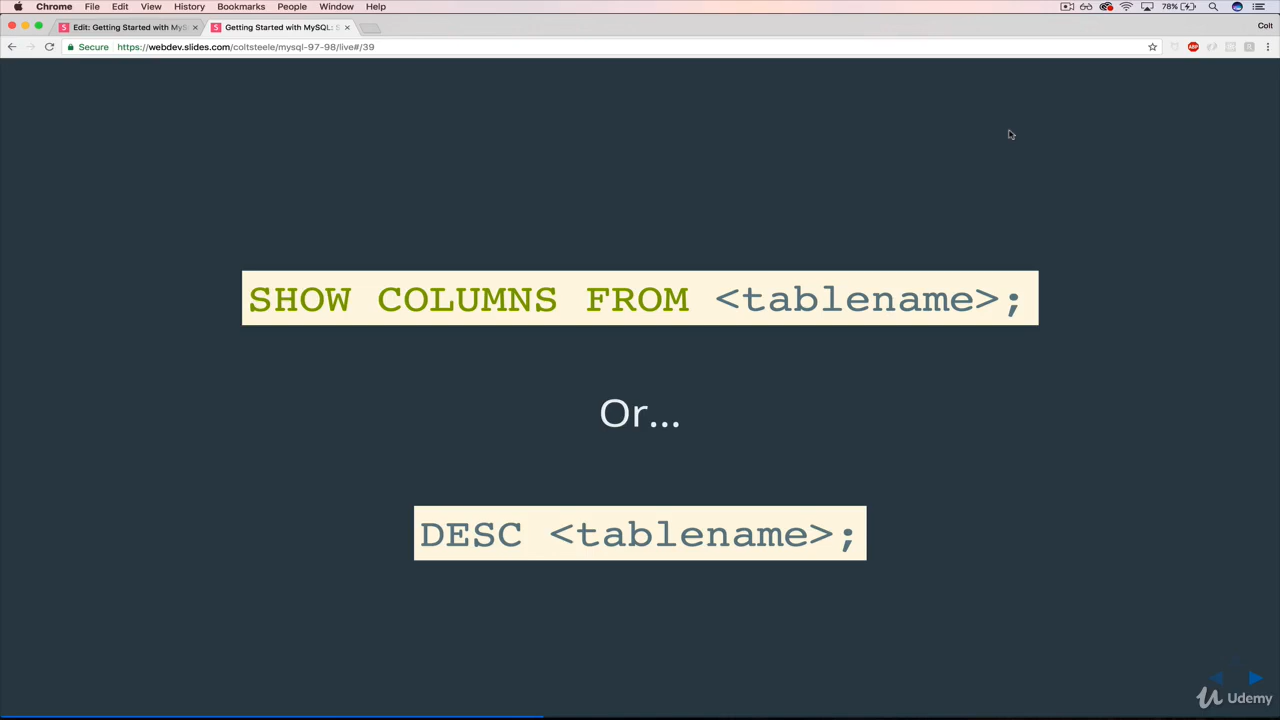 Chrome File Edit View History Bookmarks People Window Help 78%
Edit: Getting Started with MyS
Getting Started with MySQL: S
Colt
Secure https://webdev.slides.com/coltsteele/mysql-97-98/live#/39
ABP
SHOW COLUMNS FROM <tablename>;
Or...
DESC <tablename>;
Udemy